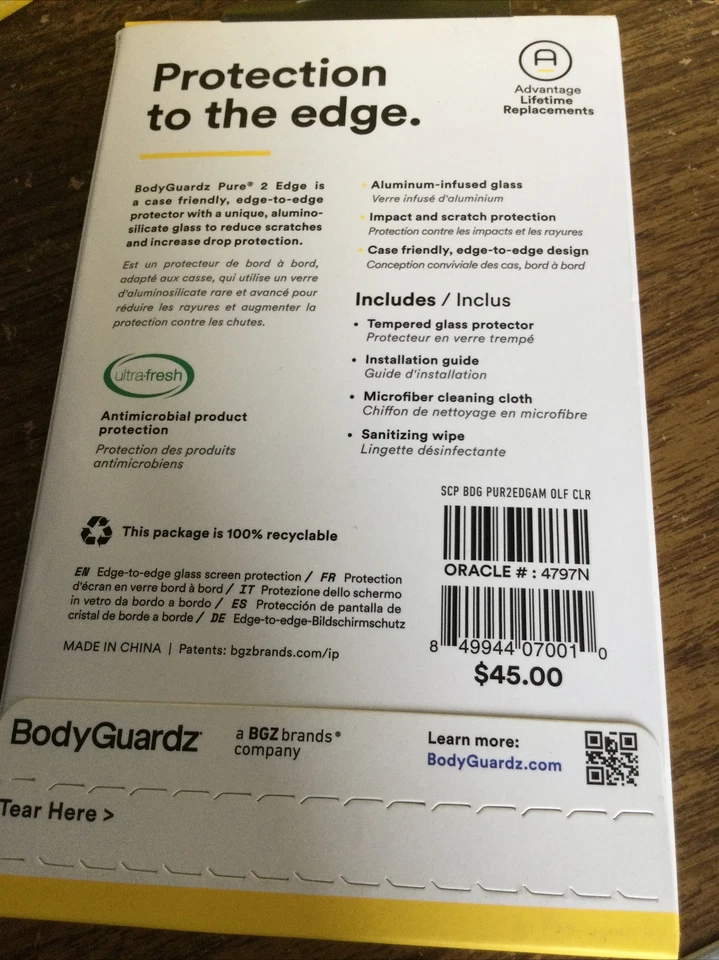 Protection
to the edge.
A
Advantage
Lifetime
Replacements
BodyGuardz Pure® 2 Edge is
a case friendly, edge-to-edge
protector with a unique, alumino-
silicate glass to reduce scratches
and increase drop protection.
Est un protecteur de bord à bord,
adapté aux casse, qui utilise un verre
d'aluminosilicate rare et avancé pour
réduire les rayures et augmenter la
protection contre les chutes.
ultra-fresh
Antimicrobial product
protection
Protection des produits
antimicrobiens
+ Aluminum-infused glass
Verre infusé d'aluminium
+ Impact and scratch protection
Protection contre les impacts et les rayures
+ Case friendly, edge-to-edge design
Conception conviviale des cas, bord à bord
Includes / Inclus
• Tempered glass protector
Protecteur en verre trempé
• Installation guide
Guide d'installation
• Microfiber cleaning cloth
Chiffon de nettoyage en microfibre
• Sanitizing wipe
Lingette désinfectante
This package is 100% recyclable
EN Edge-to-edge glass screen protection / FR Protection
d'écran en verre bord à bord / IT Protezione dello schermo
in vetro da bordo a bordo / ES Protección de pantalla de
cristal de borde a borde / DE Edge-to-edge-Bildschirmschutz
MADE IN CHINA | Patents: bgzbrands.com/ip
SCP BDG PUR2EDGAM OLF CLR
ORACLE # : 4797N
8 49944 07001 0
$45.00
BodyGuardz
a BGZ brands®
company
Learn more:
BodyGuardz.com
Tear Here >